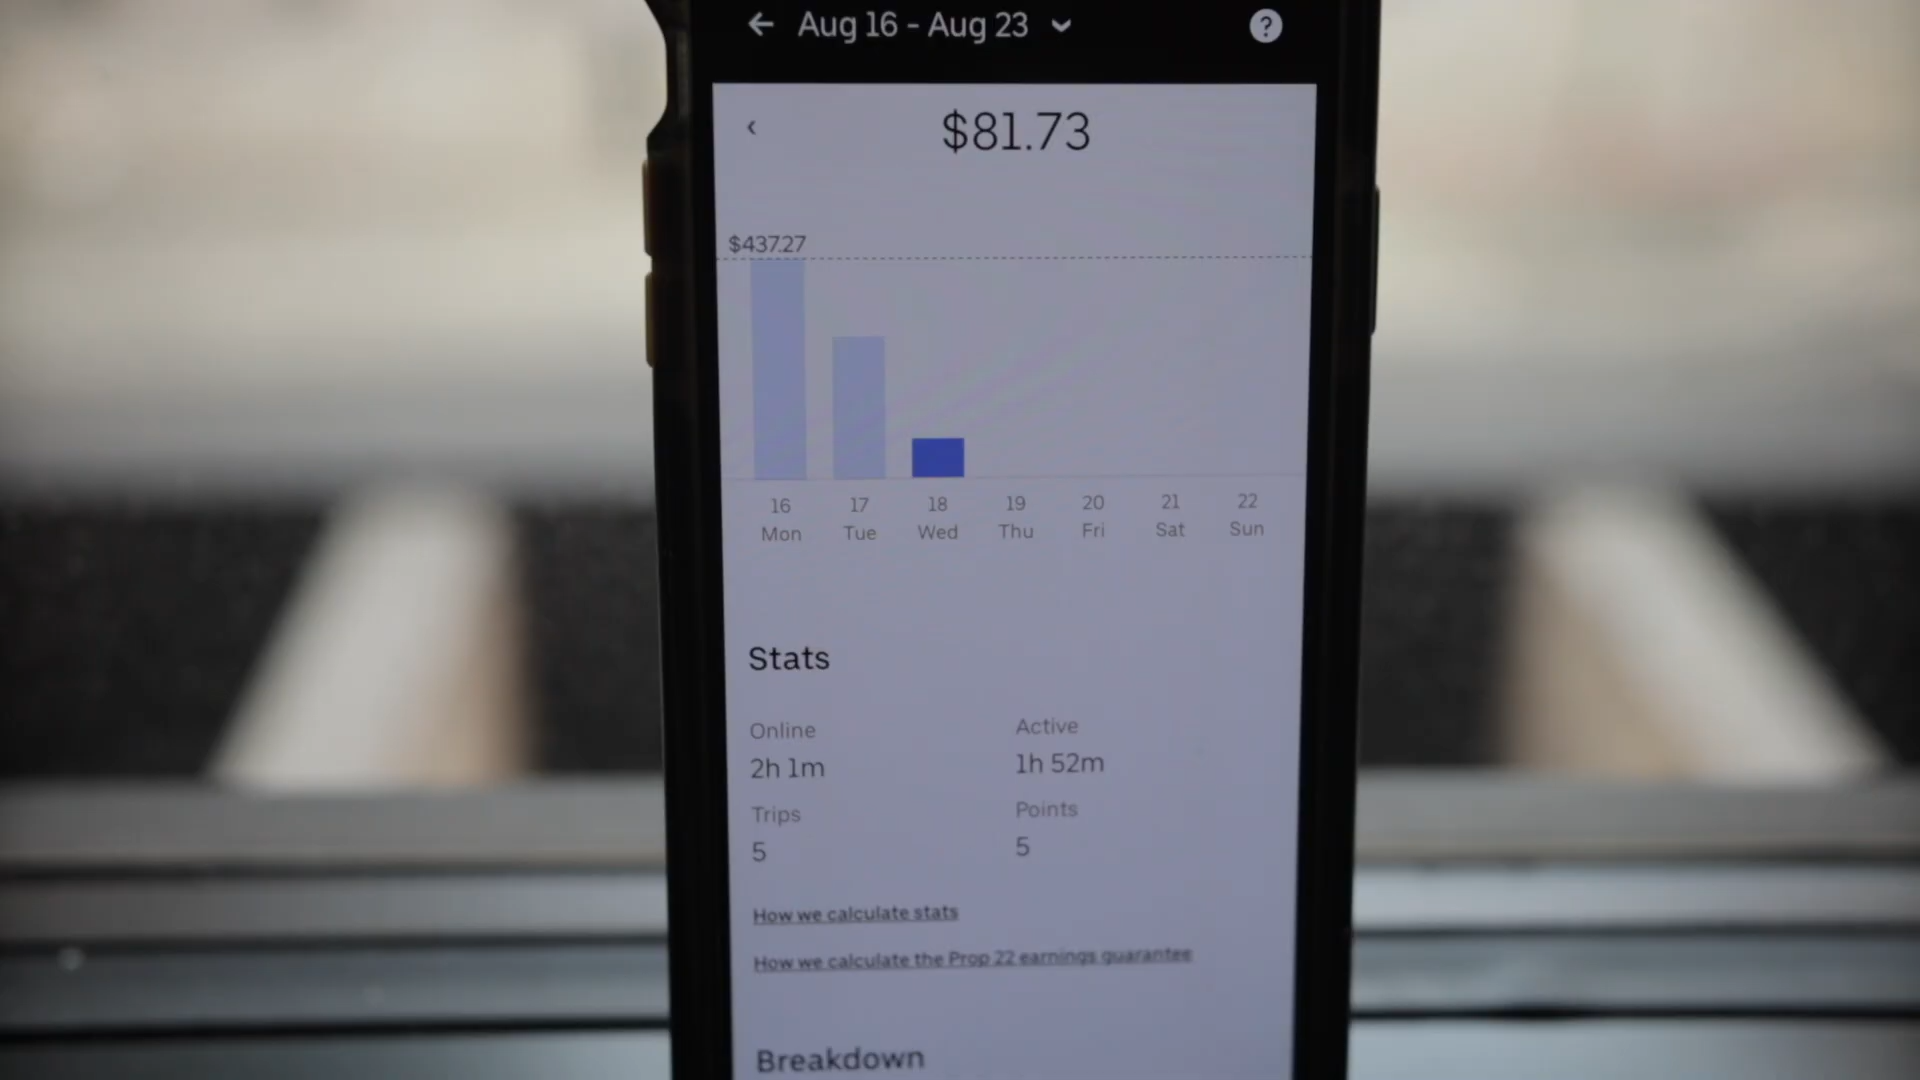 Aug 16 - Aug 23
?
$81.73
$437.27
16 17 18 19 20 21 22
Mon Tue Wed Thu Fri Sat Sun
Stats
Online Active
2h 1m 1h 52m
Trips Points
5 5
How we calculate stats
How we calculate the Prop 22 earnings guarantee
Breakdown